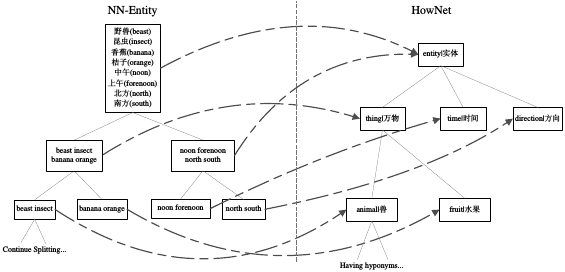 NN-Entity
HowNet
野兽(beast)
昆虫(insect)
香蕉(banana)
桔子(orange)
中午(noon)
上午(forenoon)
北方(north)
南方(south)
entity|实体
thing|万物
time|时间
direction|方向
beast insect
banana orange
noon forenoon
north south
beast insect
banana orange
noon forenoon
north south
animal|兽
fruit|水果
Continue Splitting...
Having hyponyms...